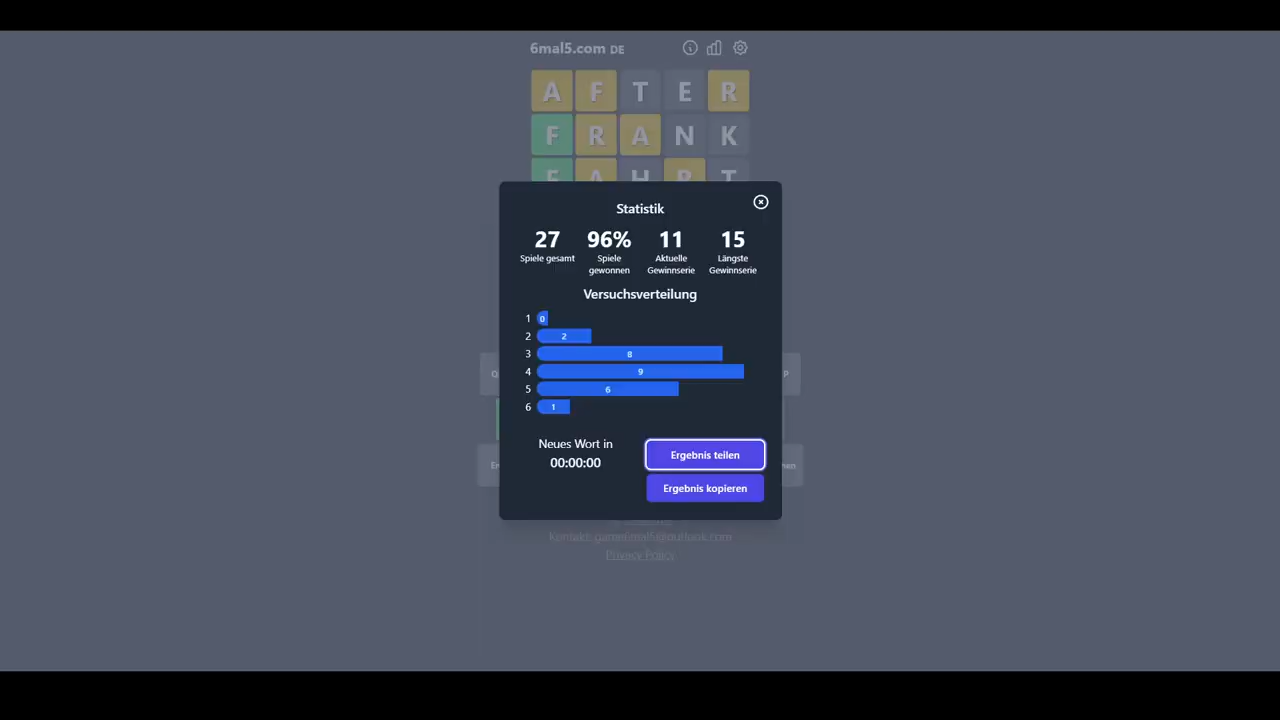 6mal5.com DE
A F T E R
F R A N K
F A H R T
Statistik
27 96% 11 15
Spiele gesamt Spiele gewonnen Aktuelle Gewinnserie Längste Gewinnserie
Versuchsverteilung
1 0
2 2
3 8
4 9
5 6
6 1
Q P
Neues Wort in
00:00:00
Ergebnis teilen
Ergebnis kopieren
Privacy Policy